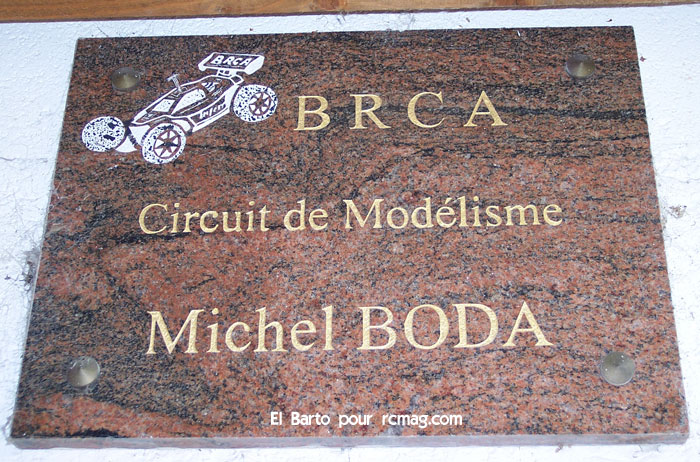 BRCA
BRCA
Circuit de Modélisme
Michel BODA
El Barto pour rcmag.com